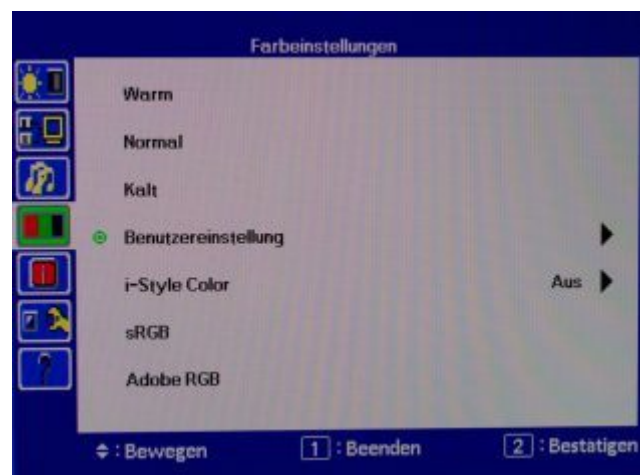 Farbeinstellungen
Warm
Normal
Kalt
Benutzereinstellung
i-Style Color Aus
sRGB
Adobe RGB
: Bewegen 1 : Beenden 2 : Bestätigen